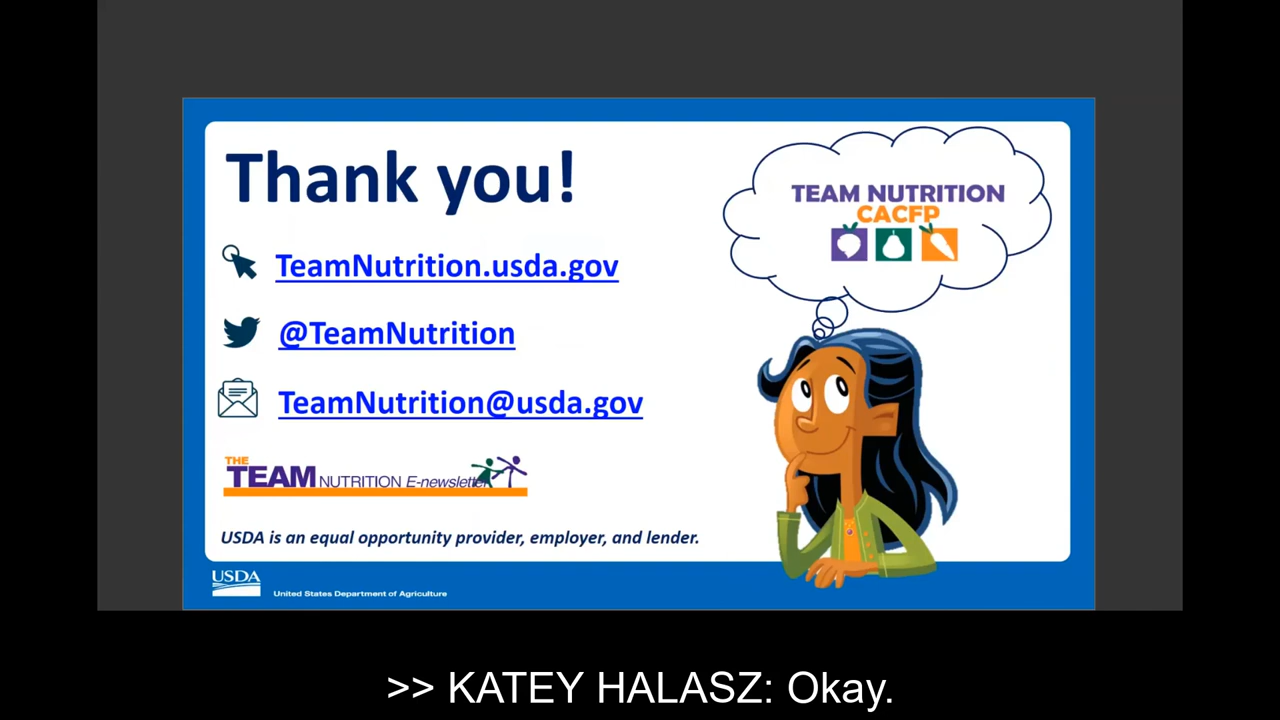 Thank you!
TEAM NUTRITION
CACFP
TeamNutrition.usda.gov
@TeamNutrition
TeamNutrition@usda.gov
THE
TEAM NUTRITION E-newsletter
USDA is an equal opportunity provider, employer, and lender.
USDA
United States Department of Agriculture
>> KATEY HALASZ: Okay.